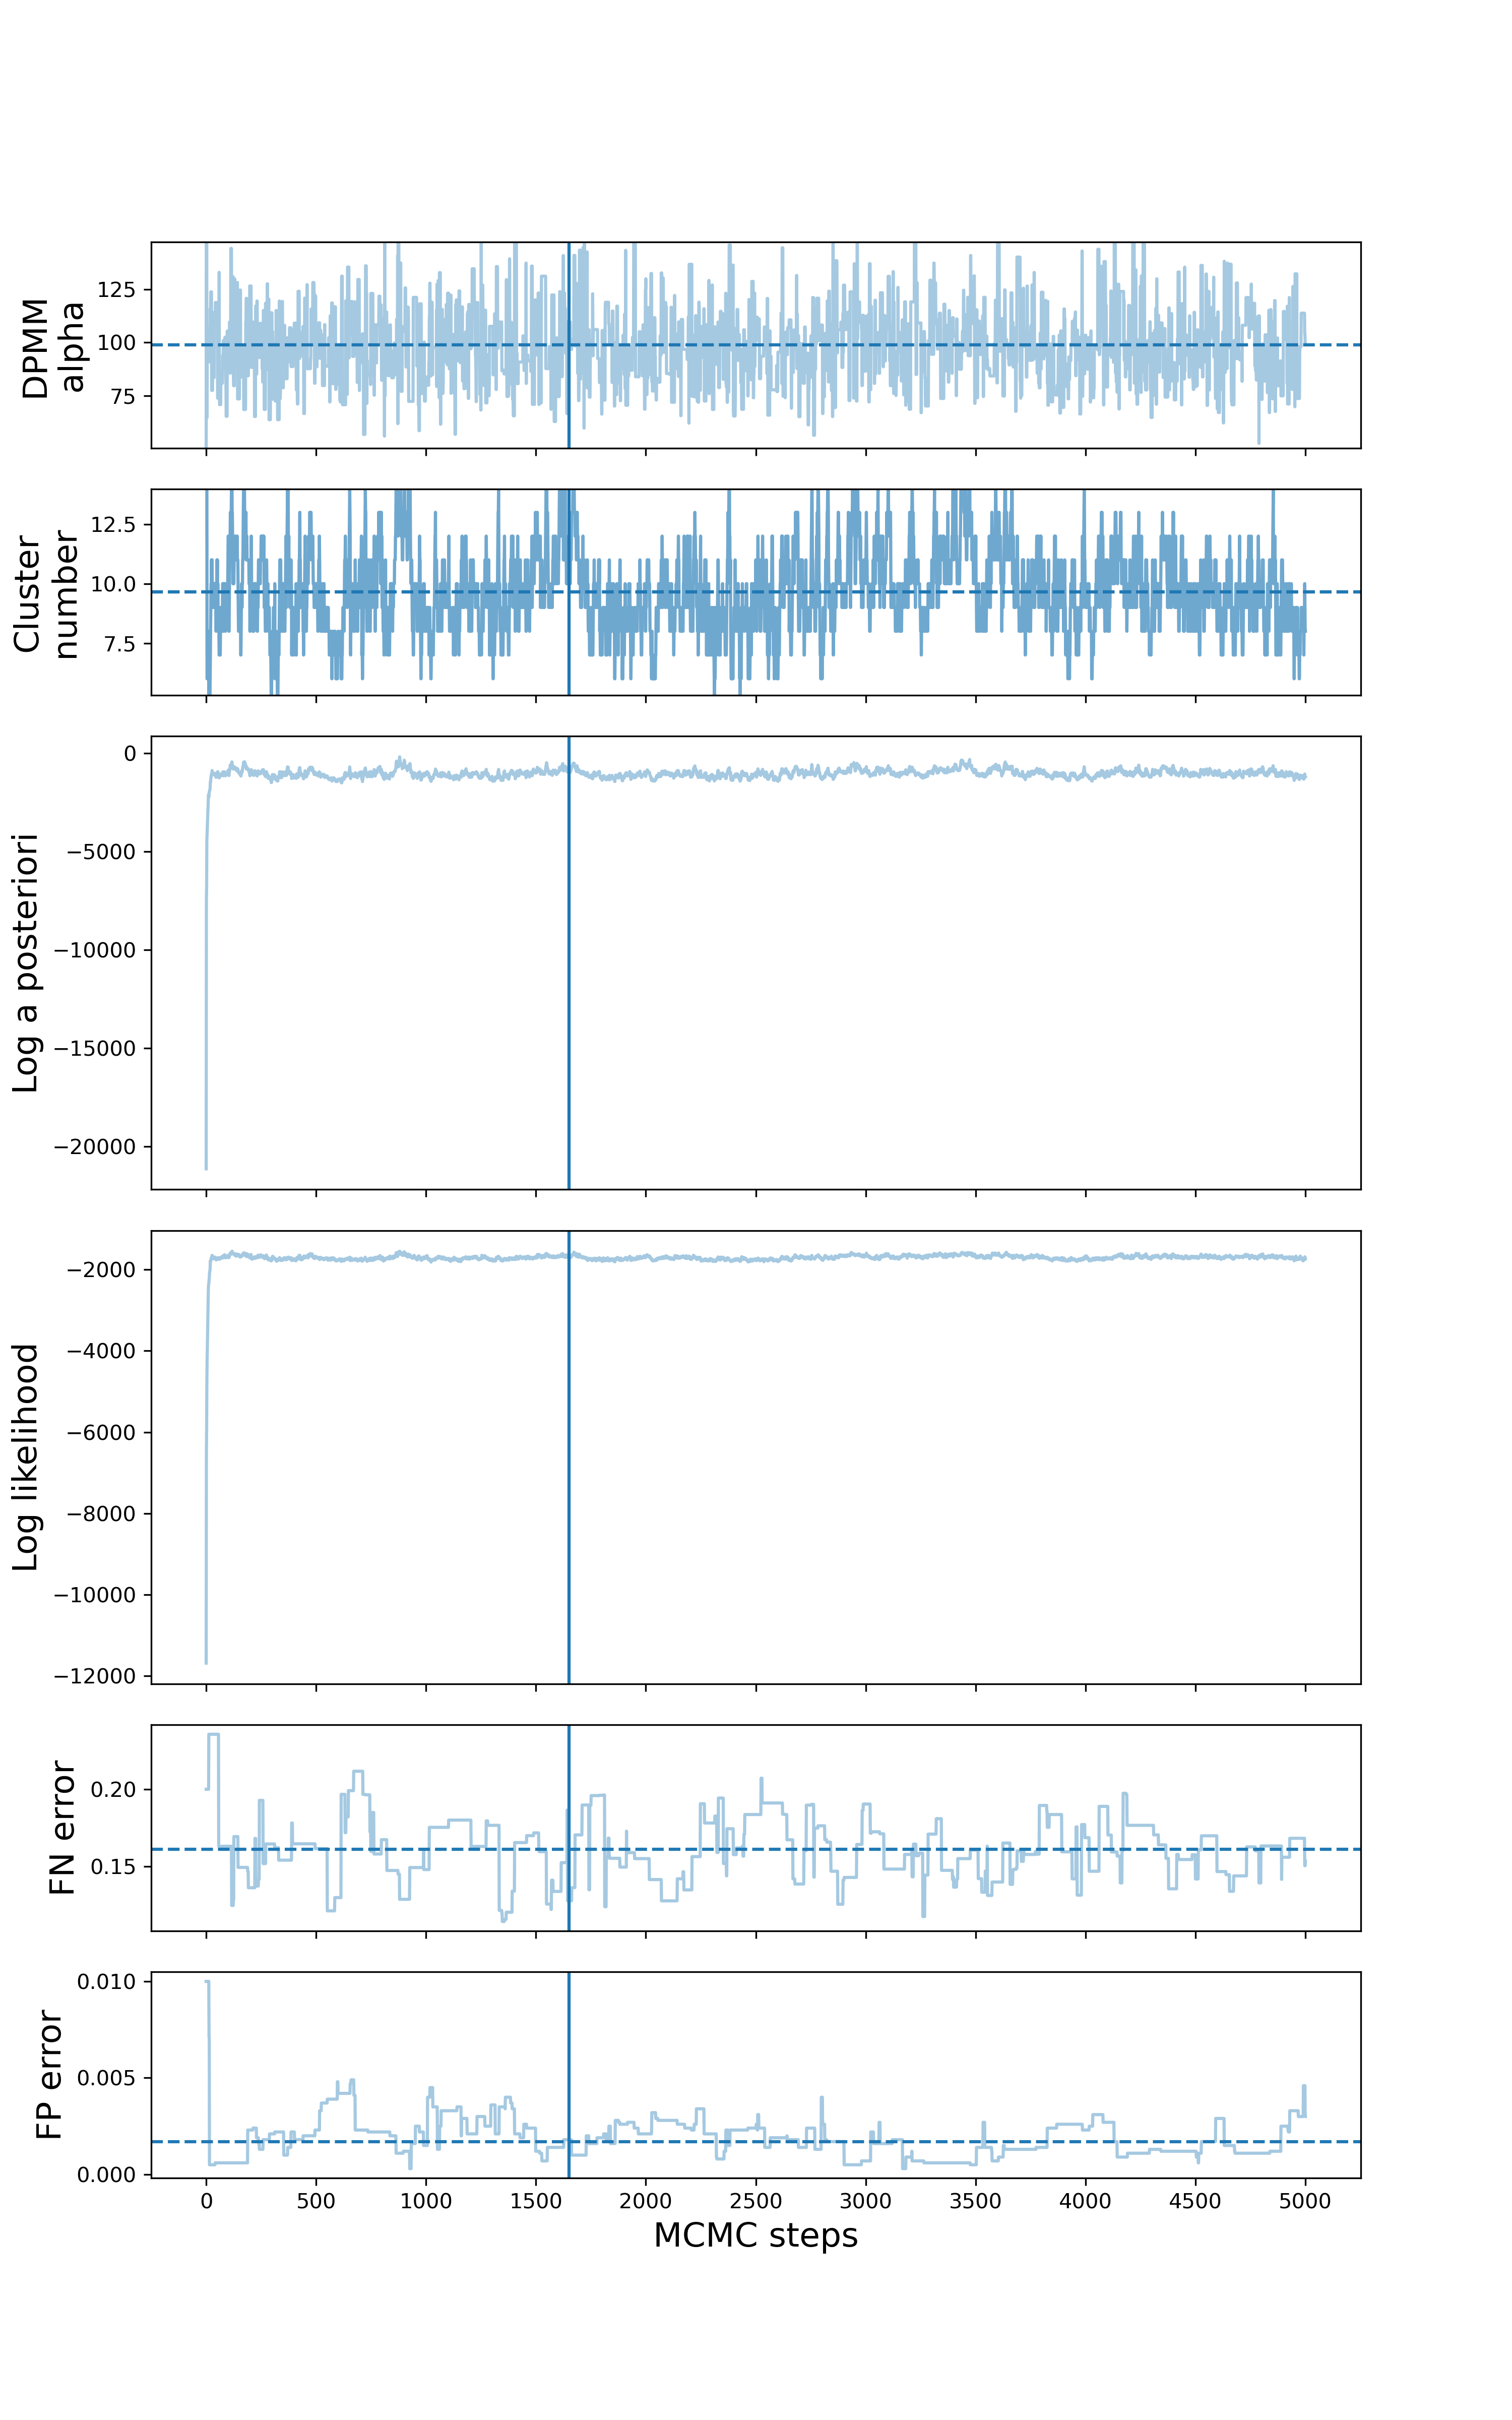 DPMM
alpha
125
100
75
Cluster
number
12.5
10.0
7.5
Log a posteriori
0
−5000
−10000
−15000
−20000
Log likelihood
−2000
−4000
−6000
−8000
−10000
−12000
FN error
0.20
0.15
FP error
0.010
0.005
0.000
0 500 1000 1500 2000 2500 3000 3500 4000 4500 5000
MCMC steps